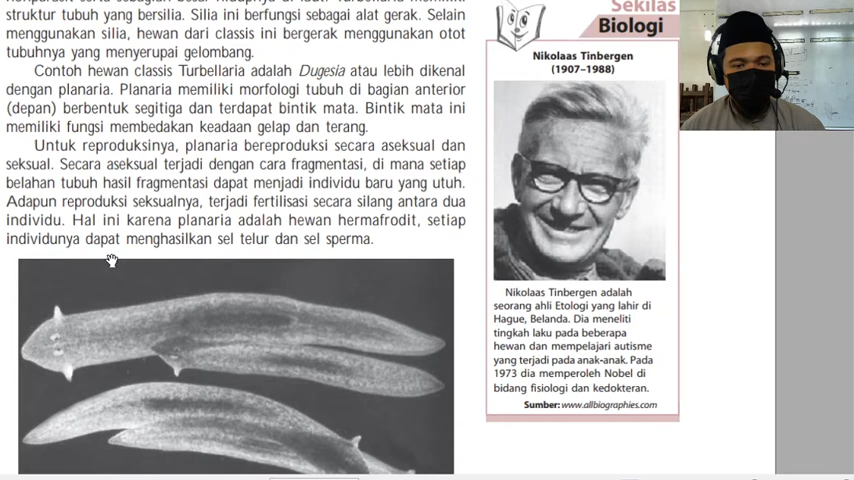 struktur tubuh yang bersilia. Silia ini berfungsi sebagai alat gerak. Selain
menggunakan silia, hewan dari classis ini bergerak menggunakan otot
tubuhnya yang menyerupai gelombang.
Contoh hewan classis Turbellaria adalah Dugesia atau lebih dikenal
dengan planaria. Planaria memiliki morfologi tubuh di bagian anterior
(depan) berbentuk segitiga dan terdapat bintik mata. Bintik mata ini
memiliki fungsi membedakan keadaan gelap dan terang.
Untuk reproduksinya, planaria bereproduksi secara aseksual dan
seksual. Secara aseksual terjadi dengan cara fragmentasi, di mana setiap
belahan tubuh hasil fragmentasi dapat menjadi individu baru yang utuh.
Adapun reproduksi seksualnya, terjadi fertilisasi secara silang antara dua
individu. Hal ini karena planaria adalah hewan hermafrodit, setiap
individunya dapat menghasilkan sel telur dan sel sperma.
Sekilas
Biologi
Nikolaas Tinbergen
(1907–1988)
Nikolaas Tinbergen adalah
seorang ahli Etologi yang lahir di
Hague, Belanda. Dia meneliti
tingkah laku pada beberapa
hewan dan mempelajari autisme
yang terjadi pada anak-anak. Pada
1973 dia memperoleh Nobel di
bidang fisiologi dan kedokteran.
Sumber: www.allbiographies.com